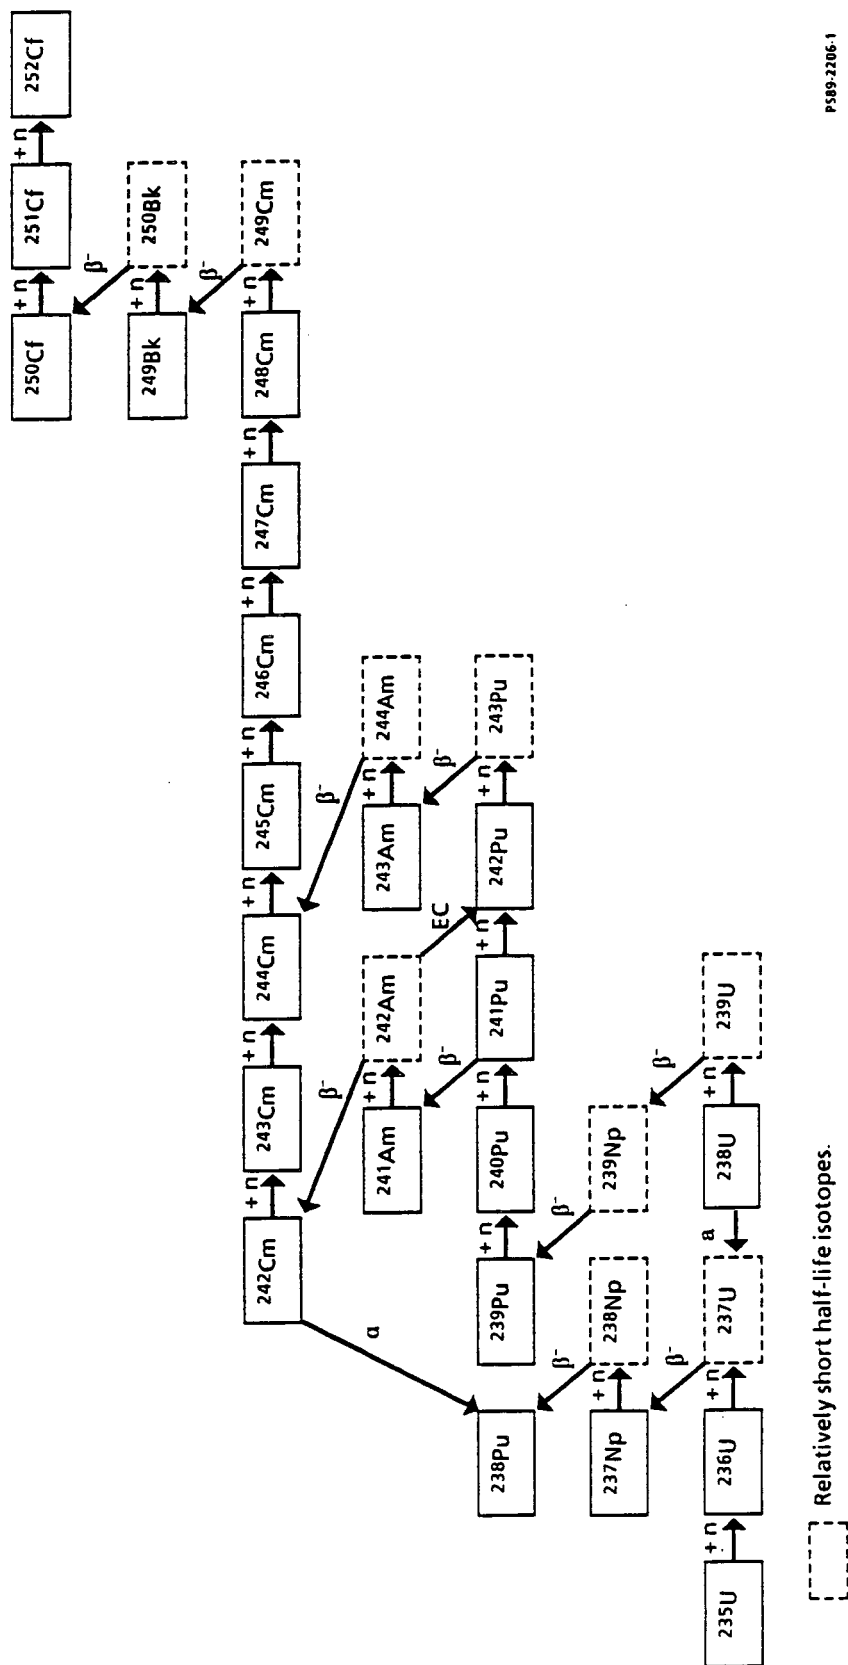 250Cf
+ n
251Cf
+ n
252Cf
β⁻
249Bk
+ n
250Bk
β⁻
242Cm
+ n
243Cm
+ n
244Cm
+ n
245Cm
+ n
246Cm
+ n
247Cm
+ n
248Cm
+ n
249Cm
β⁻
β⁻
241Am
+ n
242Am
243Am
+ n
244Am
α
β⁻
EC
β⁻
238Pu
239Pu
+ n
240Pu
+ n
241Pu
+ n
242Pu
+ n
243Pu
β⁻
β⁻
237Np
+ n
238Np
239Np
β⁻
β⁻
235U
+ n
236U
+ n
237U
a
238U
+ n
239U
Relatively short half-life isotopes.
PS89-2206-1